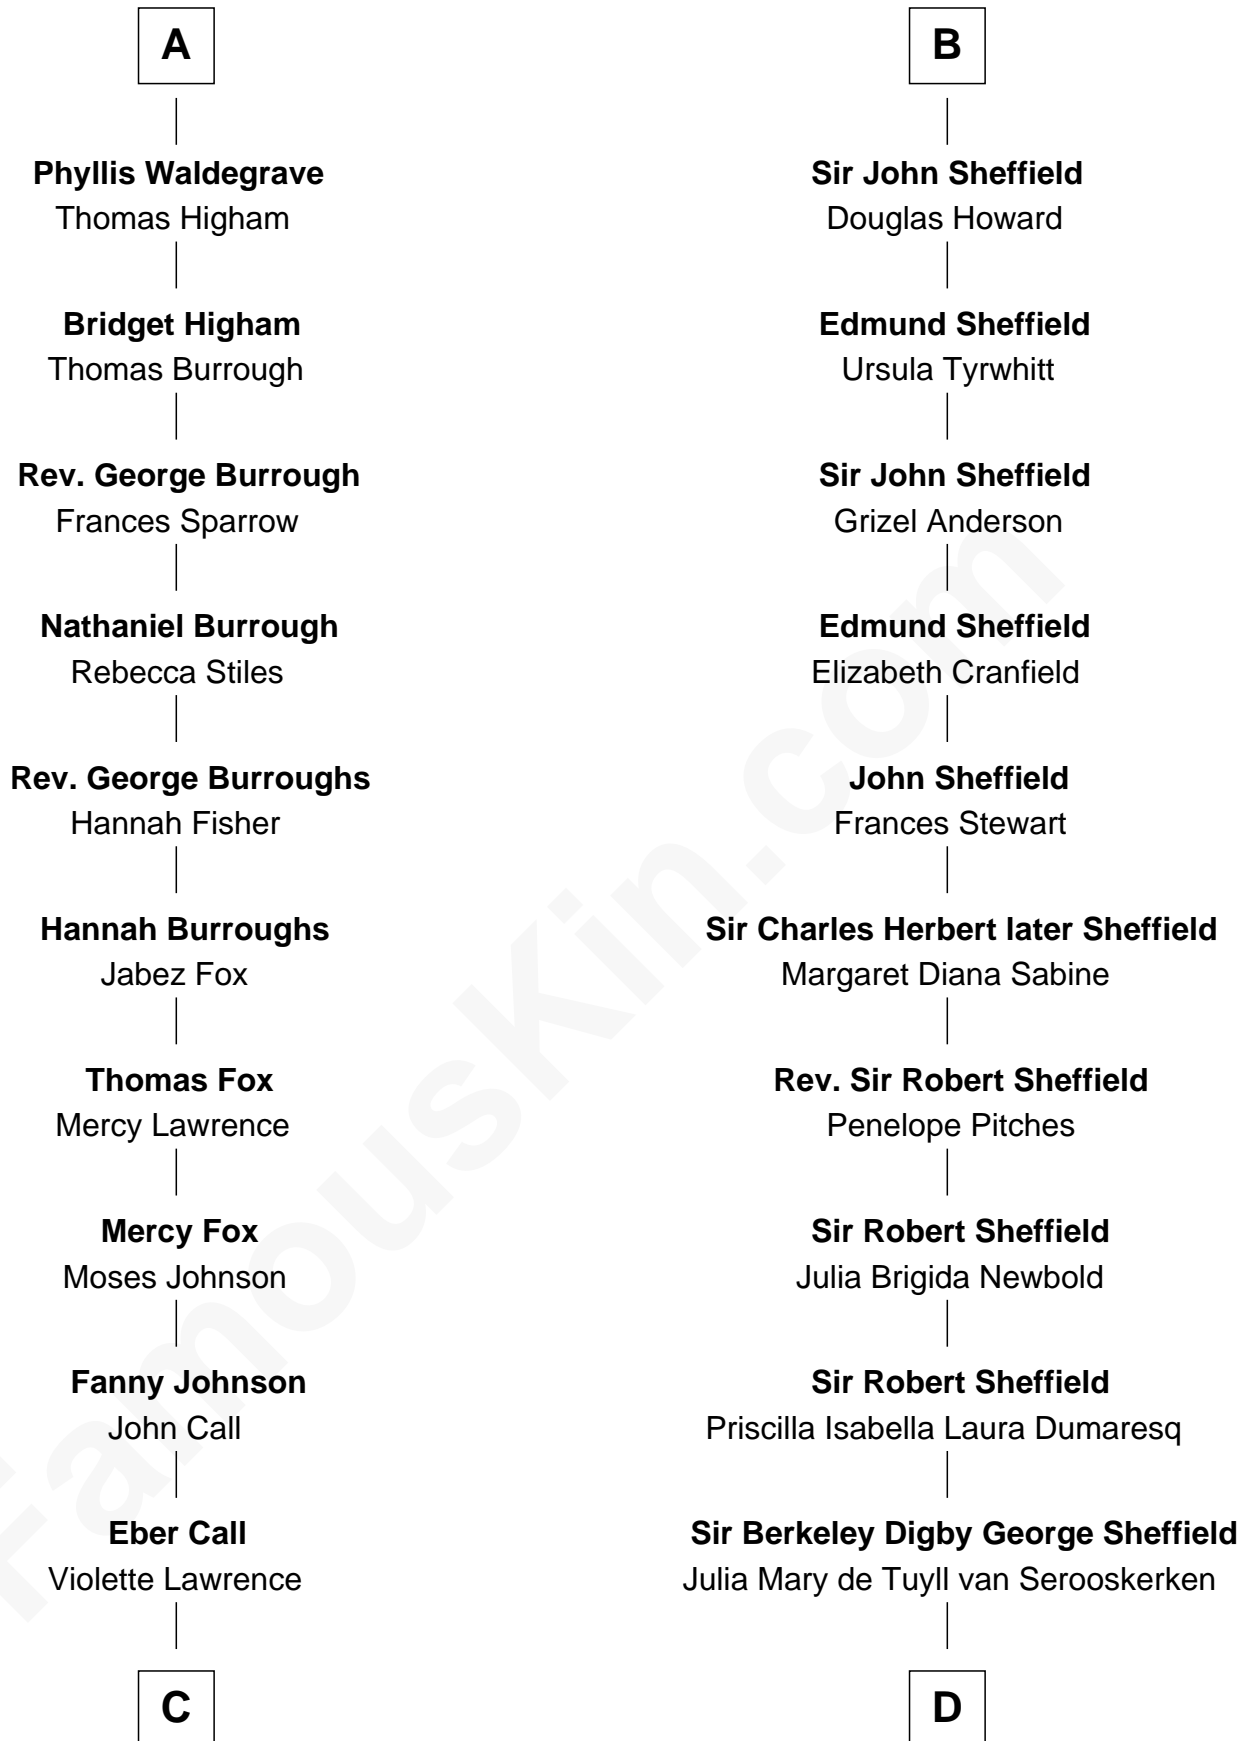 A
Phyllis Waldegrave
Thomas Higham
Bridget Higham
Thomas Burrough
Rev. George Burrough
Frances Sparrow
Nathaniel Burrough
Rebecca Stiles
Rev. George Burroughs
Hannah Fisher
Hannah Burroughs
Jabez Fox
Thomas Fox
Mercy Lawrence
Mercy Fox
Moses Johnson
Fanny Johnson
John Call
Eber Call
Violette Lawrence
C
B
Sir John Sheffield
Douglas Howard
Edmund Sheffield
Ursula Tyrwhitt
Sir John Sheffield
Grizel Anderson
Edmund Sheffield
Elizabeth Cranfield
John Sheffield
Frances Stewart
Sir Charles Herbert later Sheffield
Margaret Diana Sabine
Rev. Sir Robert Sheffield
Penelope Pitches
Sir Robert Sheffield
Julia Brigida Newbold
Sir Robert Sheffield
Priscilla Isabella Laura Dumaresq
Sir Berkeley Digby George Sheffield
Julia Mary de Tuyll van Serooskerken
D
FamousKin.com